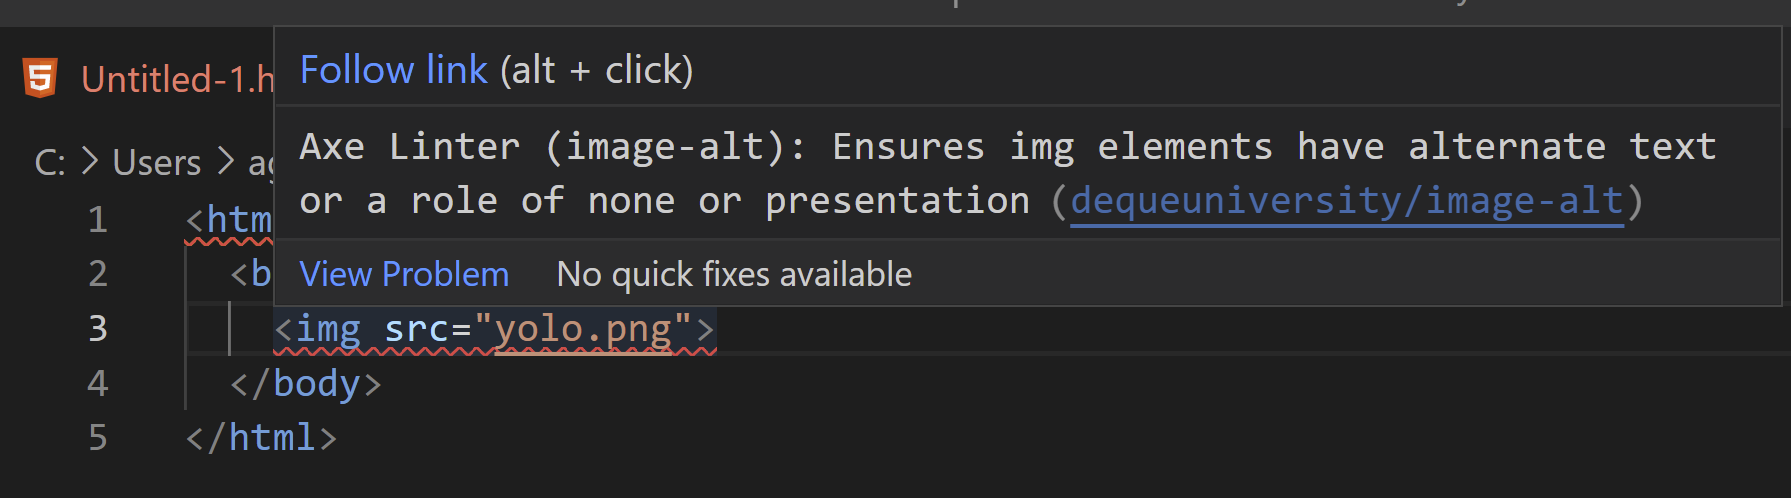 Follow link (alt + click)
Untitled-1.h
Axe Linter (image-alt): Ensures img elements have alternate text
or a role of none or presentation (dequeuniversity/image-alt)
C: > Users >
View Problem No quick fixes available
1 <htm
2 <b
3 <img src="yolo.png">
4 </body>
5 </html>